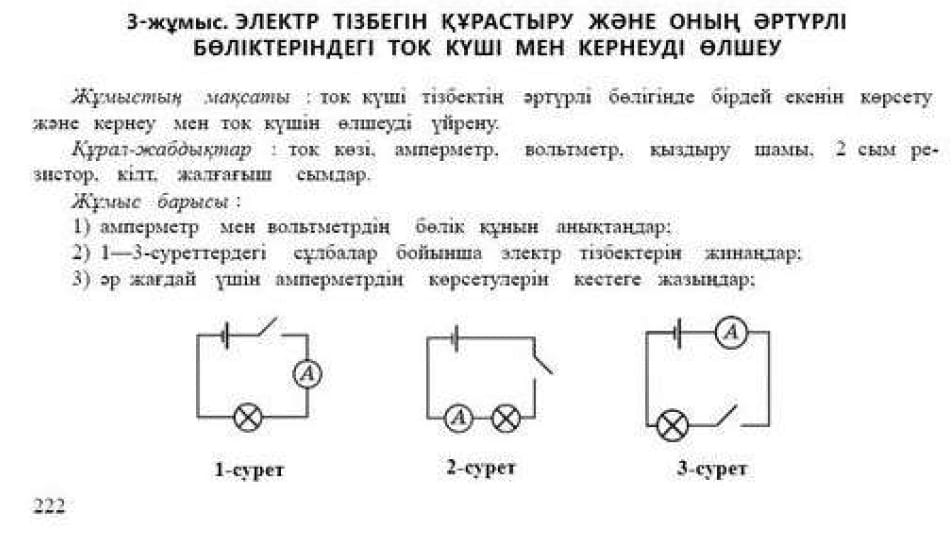 3-жұмыс. ЭЛЕКТР ТІЗБЕГІН ҚҰРАСТЫРУ ЖӘНЕ ОНЫҢ ӘРТҮРЛІ
БӨЛІКТЕРІНДЕГІ ТОК КҮШІ МЕН КЕРНЕУДІ ӨЛШЕУ
Жұмыстың мақсаты : ток күші тізбектің әртүрлі бөлігінде бірдей екенін көрсету
және кернеу мен ток күшін өлшеуді үйрену.
Құрал-жабдықтар : ток көзі, амперметр, вольтметр, қыздыру шамы, 2 сым ре-
зистор, кілт, жалғағыш сымдар.
Жұмыс барысы :
1) амперметр мен вольтметрдің бөлік құнын анықтаңдар;
2) 1—3-суреттердегі сұлбалар бойынша электр тізбектерін жинаңдар;
3) әр жағдай үшін амперметрдің көрсетулерін кестеге жазыңдар;
A A A
1-сурет 2-сурет 3-сурет
222